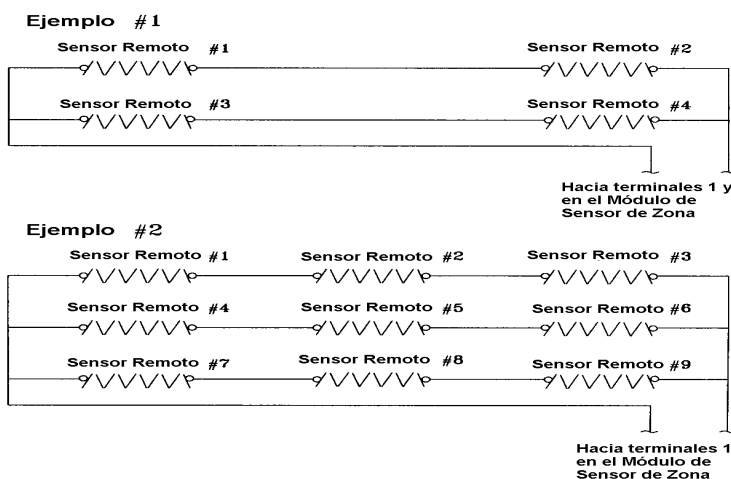 Ejemplo #1
Sensor Remoto #1 Sensor Remoto #2
Sensor Remoto #3 Sensor Remoto #4
Hacia terminales 1 y
en el Módulo de
Sensor de Zona
Ejemplo #2
Sensor Remoto #1 Sensor Remoto #2 Sensor Remoto #3
Sensor Remoto #4 Sensor Remoto #5 Sensor Remoto #6
Sensor Remoto #7 Sensor Remoto #8 Sensor Remoto #9
Hacia terminales 1
en el Módulo de
Sensor de Zona